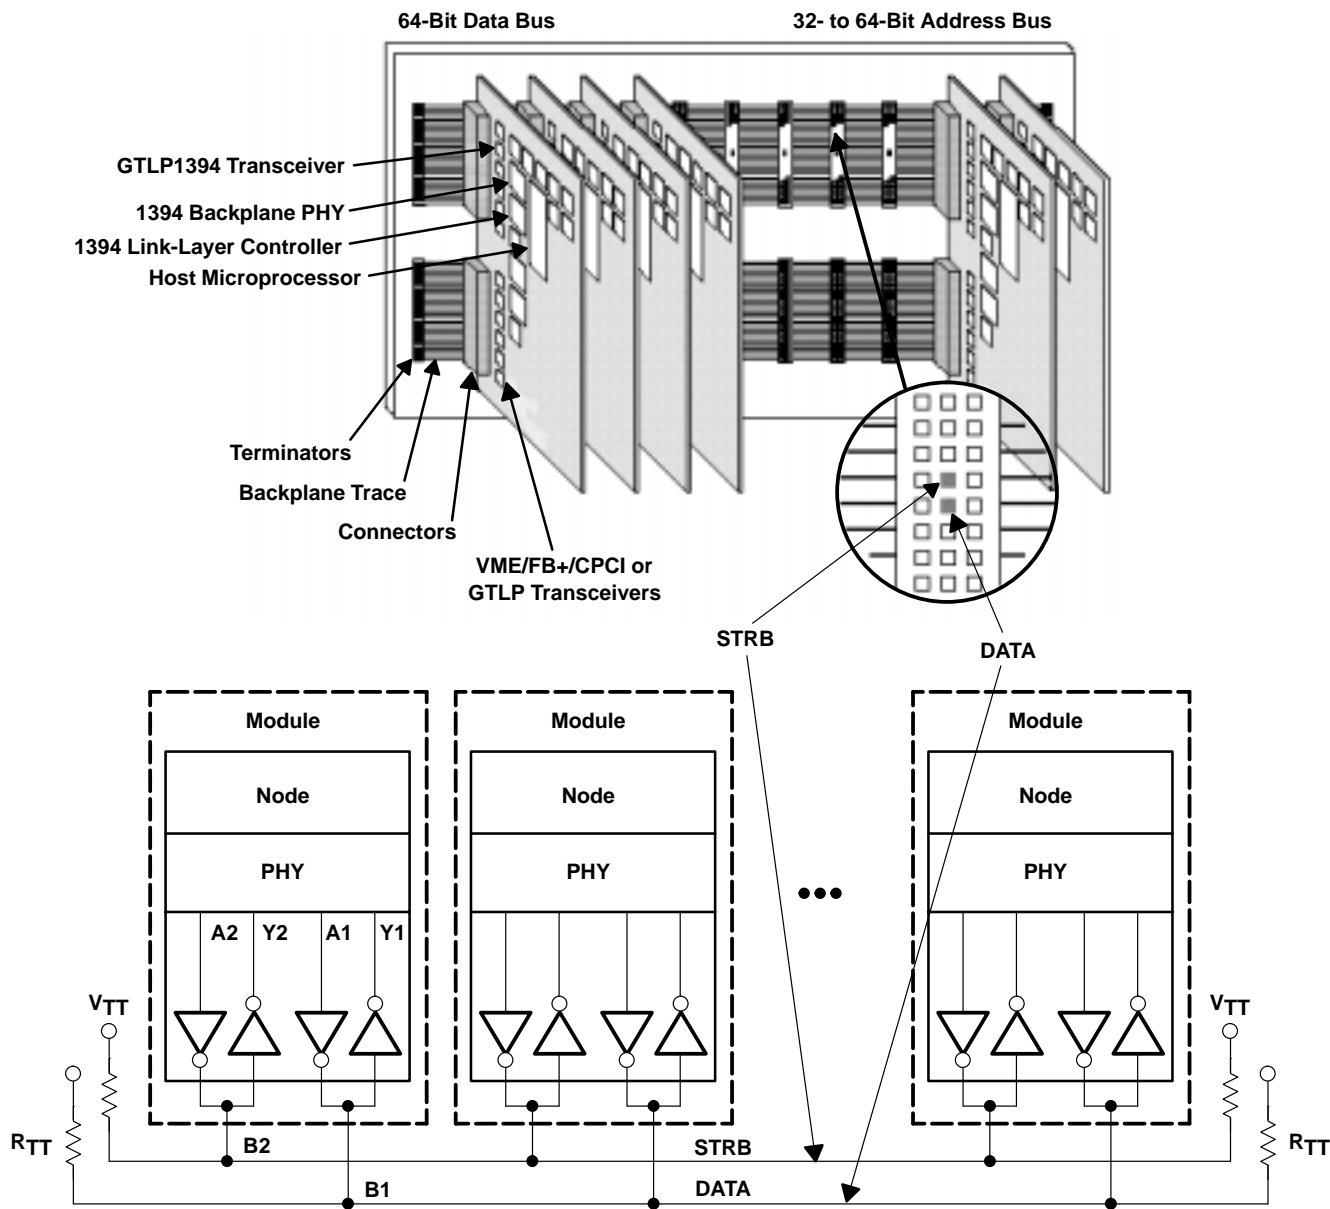 64-Bit Data Bus
32- to 64-Bit Address Bus
GTLP1394 Transceiver
1394 Backplane PHY
1394 Link-Layer Controller
Host Microprocessor
Terminators
Backplane Trace
Connectors
VME/FB+/CPCI or
GTLP Transceivers
STRB
DATA
Module
Module
Module
Node
Node
Node
PHY
PHY
PHY
A2
Y2
A1
Y1
VTT
VTT
RTT
RTT
B2
STRB
B1
DATA